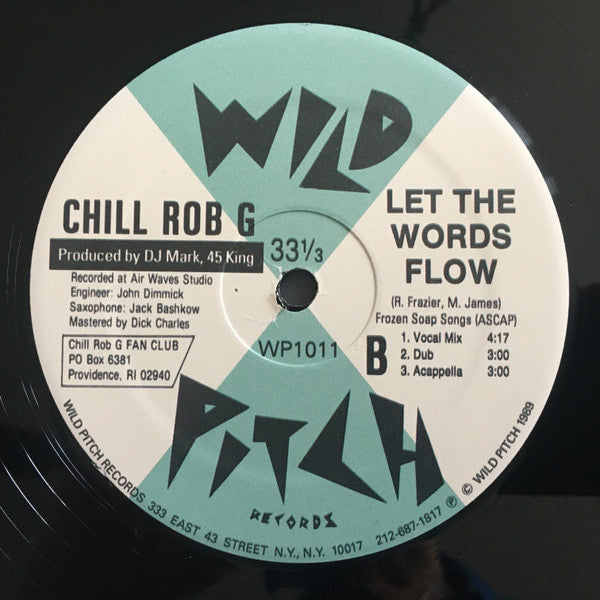 WILD
CHILL ROB G
Produced by DJ Mark, 45 King
Recorded at Air Waves Studio
Engineer: John Dimmick
Saxophone: Jack Bashkow
Mastered by Dick Charles
Chill Rob G FAN CLUB
PO Box 6381
Providence, RI 02940
33 1/3
WP1011
LET THE
WORDS
FLOW
(R. Frazier, M. James)
Frozen Soap Songs (ASCAP)
B
1. Vocal Mix 4:17
2. Dub 3:00
3. Acappella 3:00
PITCH
RECORDS
WILD PITCH RECORDS 333 EAST 43 STREET N.Y., N.Y. 10017 212-687-1817 ℗ © WILD PITCH 1989